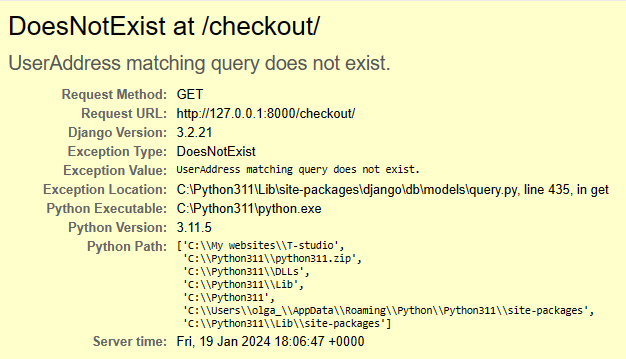 DoesNotExist at /checkout/
UserAddress matching query does not exist.
Request Method: GET
Request URL: http://127.0.0.1:8000/checkout/
Django Version: 3.2.21
Exception Type: DoesNotExist
Exception Value: UserAddress matching query does not exist.
Exception Location: C:\Python311\Lib\site-packages\django\db\models\query.py, line 435, in get
Python Executable: C:\Python311\python.exe
Python Version: 3.11.5
Python Path: ['C:\\My websites\\T-studio',
'C:\\Python311\\python311.zip',
'C:\\Python311\\DLLs',
'C:\\Python311\\Lib',
'C:\\Python311',
'C:\\Users\\olga_\\AppData\\Roaming\\Python\\Python311\\site-packages',
'C:\\Python311\\Lib\\site-packages']
Server time: Fri, 19 Jan 2024 18:06:47 +0000